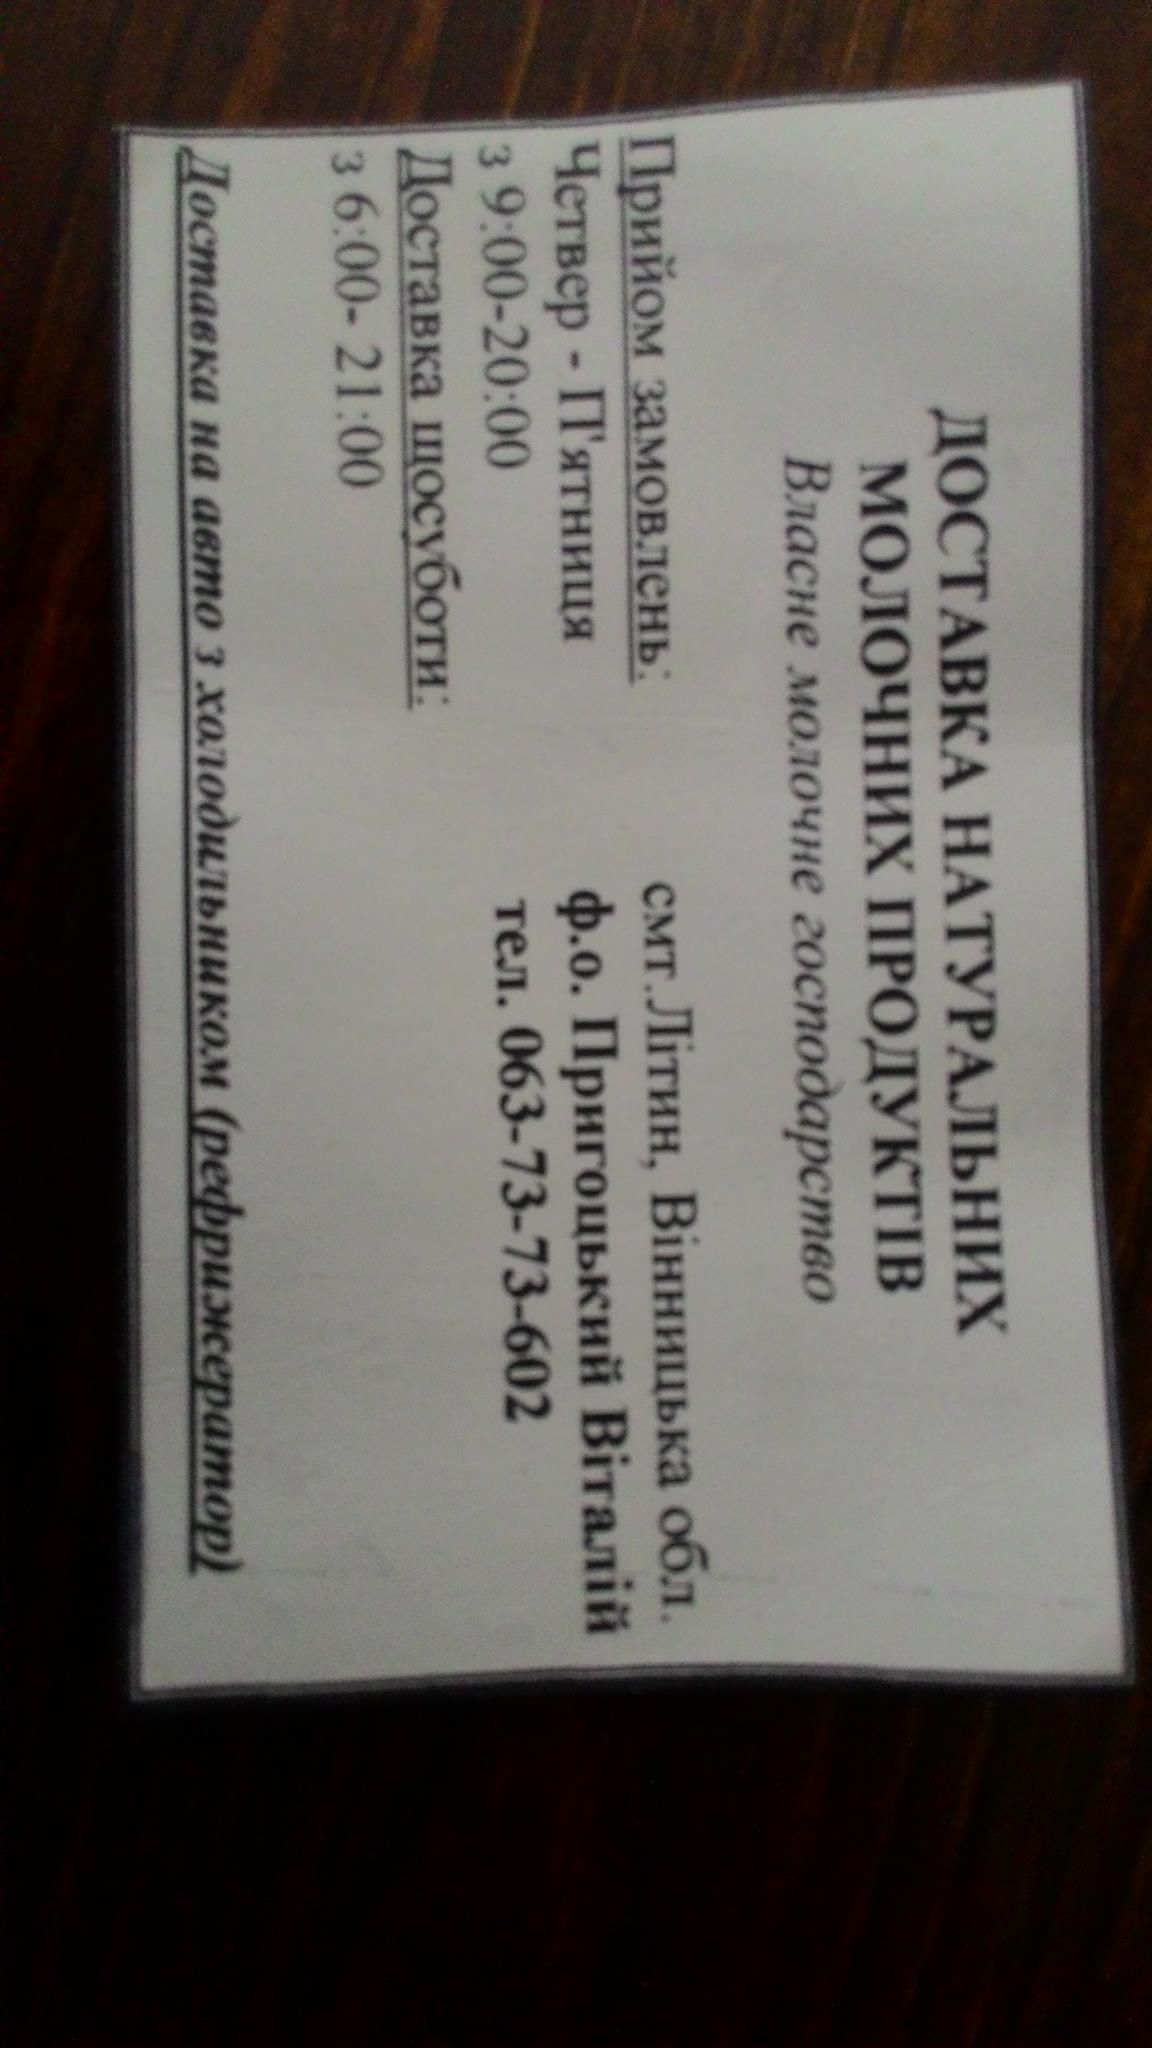 ДОСТАВКА НАТУРАЛЬНИХ
МОЛОЧНИХ ПРОДУКТІВ
Власне молочне господарство
Прийом замовлень:
Четвер - П'ятниця
з 9:00-20:00
Доставка щосуботи:
з 6:00- 21:00
смт.Літин, Вінницька обл.
ф.о. Пригоцький Віталій
тел. 063-73-73-602
Доставка на авто з холодильником (рефрижератор)